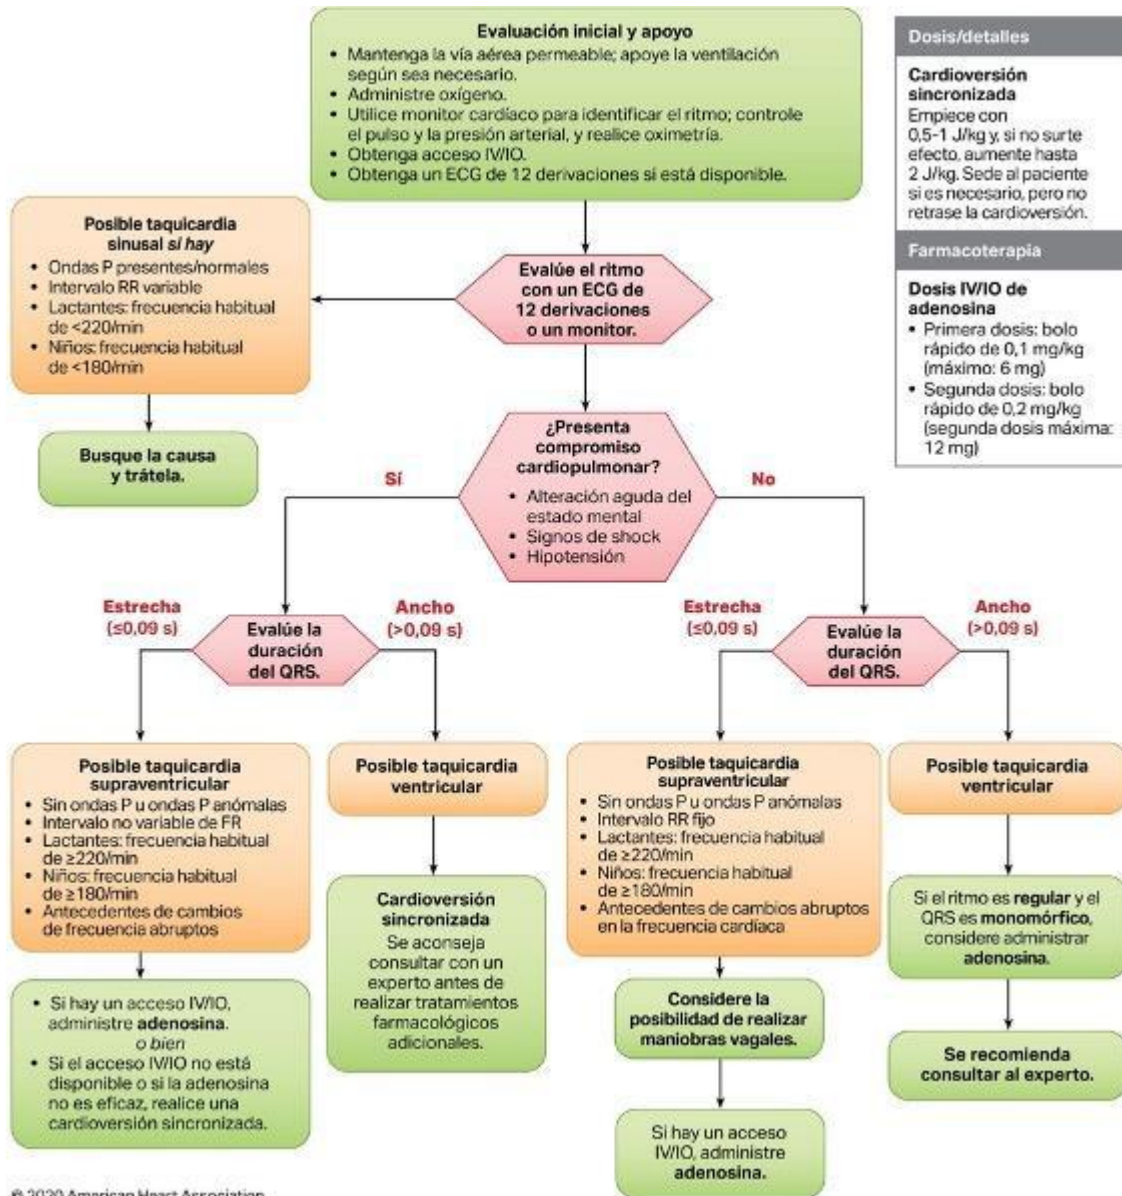 Evaluación inicial y apoyo
• Mantenga la vía aérea permeable; apoye la ventilación
según sea necesario.
• Administre oxígeno.
• Utilice monitor cardíaco para identificar el ritmo; controle
el pulso y la presión arterial, y realice oximetría.
• Obtenga acceso IV/IO.
• Obtenga un ECG de 12 derivaciones si está disponible.
Dosis/detalles
Cardioversión
sincronizada
Empiece con
0,5-1 J/kg y, si no surte
efecto, aumente hasta
2 J/kg. Sede al paciente
si es necesario, pero no
retrase la cardioversión.
Farmacoterapia
Dosis IV/IO de
adenosina
• Primera dosis: bolo
rápido de 0,1 mg/kg
(máximo: 6 mg)
• Segunda dosis: bolo
rápido de 0,2 mg/kg
(segunda dosis máxima:
12 mg)
Posible taquicardia
sinusal si hay
• Ondas P presentes/normales
• Intervalo RR variable
• Lactantes: frecuencia habitual
de <220/min
• Niños: frecuencia habitual
de <180/min
Evalúe el ritmo
con un ECG de
12 derivaciones
o un monitor.
Busque la causa
y trátela.
¿Presenta
compromiso
cardiopulmonar?
• Alteración aguda del
estado mental
• Signos de shock
• Hipotensión
Sí
No
Estrecha
(≤0,09 s)
Evalúe la
duración
del QRS.
Ancho
(>0,09 s)
Estrecha
(≤0,09 s)
Evalúe la
duración
del QRS.
Ancho
(>0,09 s)
Posible taquicardia
supraventricular
• Sin ondas P u ondas P anómalas
• Intervalo no variable de FR
• Lactantes: frecuencia habitual
de ≥220/min
• Niños: frecuencia habitual
de ≥180/min
• Antecedentes de cambios
de frecuencia abruptos
• Si hay un acceso IV/IO,
administre adenosina.
o bien
• Si el acceso IV/IO no está
disponible o si la adenosina
no es eficaz, realice una
cardioversión sincronizada.
Posible taquicardia
ventricular
Cardioversión
sincronizada
Se aconseja
consultar con un
experto antes de
realizar tratamientos
farmacológicos
adicionales.
Posible taquicardia
supraventricular
• Sin ondas P u ondas P anómalas
• Intervalo RR fijo
• Lactantes: frecuencia habitual
de ≥220/min
• Niños: frecuencia habitual
de ≥180/min
• Antecedentes de cambios abruptos
en la frecuencia cardíaca
Considere la
posibilidad de realizar
maniobras vagales.
Si hay un acceso
IV/IO, administre
adenosina.
Posible taquicardia
ventricular
Si el ritmo es regular y el
QRS es monomórfico,
considere administrar
adenosina.
Se recomienda
consultar al experto.
© 2020 American Heart Association